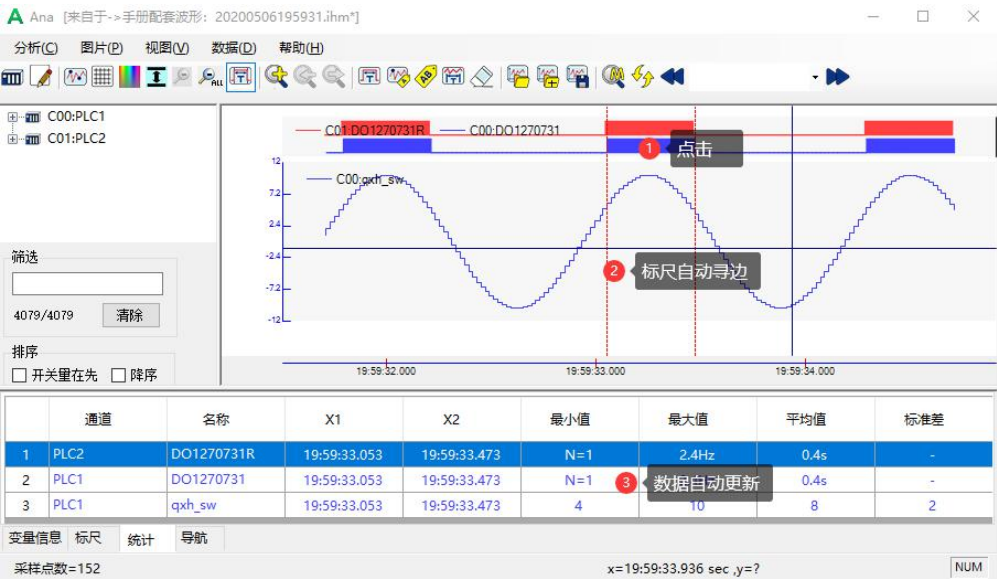 Ana [来自于->手册配套波形: 20200506195931.ihm*]
分析(C) 图片(P) 视图(V) 数据(D) 帮助(H)
C00:PLC1
C01:PLC2
筛选
4079/4079 清除
排序
开关量在先 降序
C01:DO1270731R C00:DO1270731
1 点击
C00:qxh_sw
12
7.2
2.4
-2.4
-7.2
-12
2 标尺自动寻边
19:59:32.000 19:59:33.000 19:59:34.000
通道 名称 X1 X2 最小值 最大值 平均值 标准差
1 PLC2 DO1270731R 19:59:33.053 19:59:33.473 N=1 2.4Hz 0.4s -
2 PLC1 DO1270731 19:59:33.053 19:59:33.473 N=1 0.4s -
3 数据自动更新
3 PLC1 qxh_sw 19:59:33.053 19:59:33.473 4 10 8 2
变量信息 标尺 统计 导航
采样点数=152 x=19:59:33.936 sec ,y=? NUM